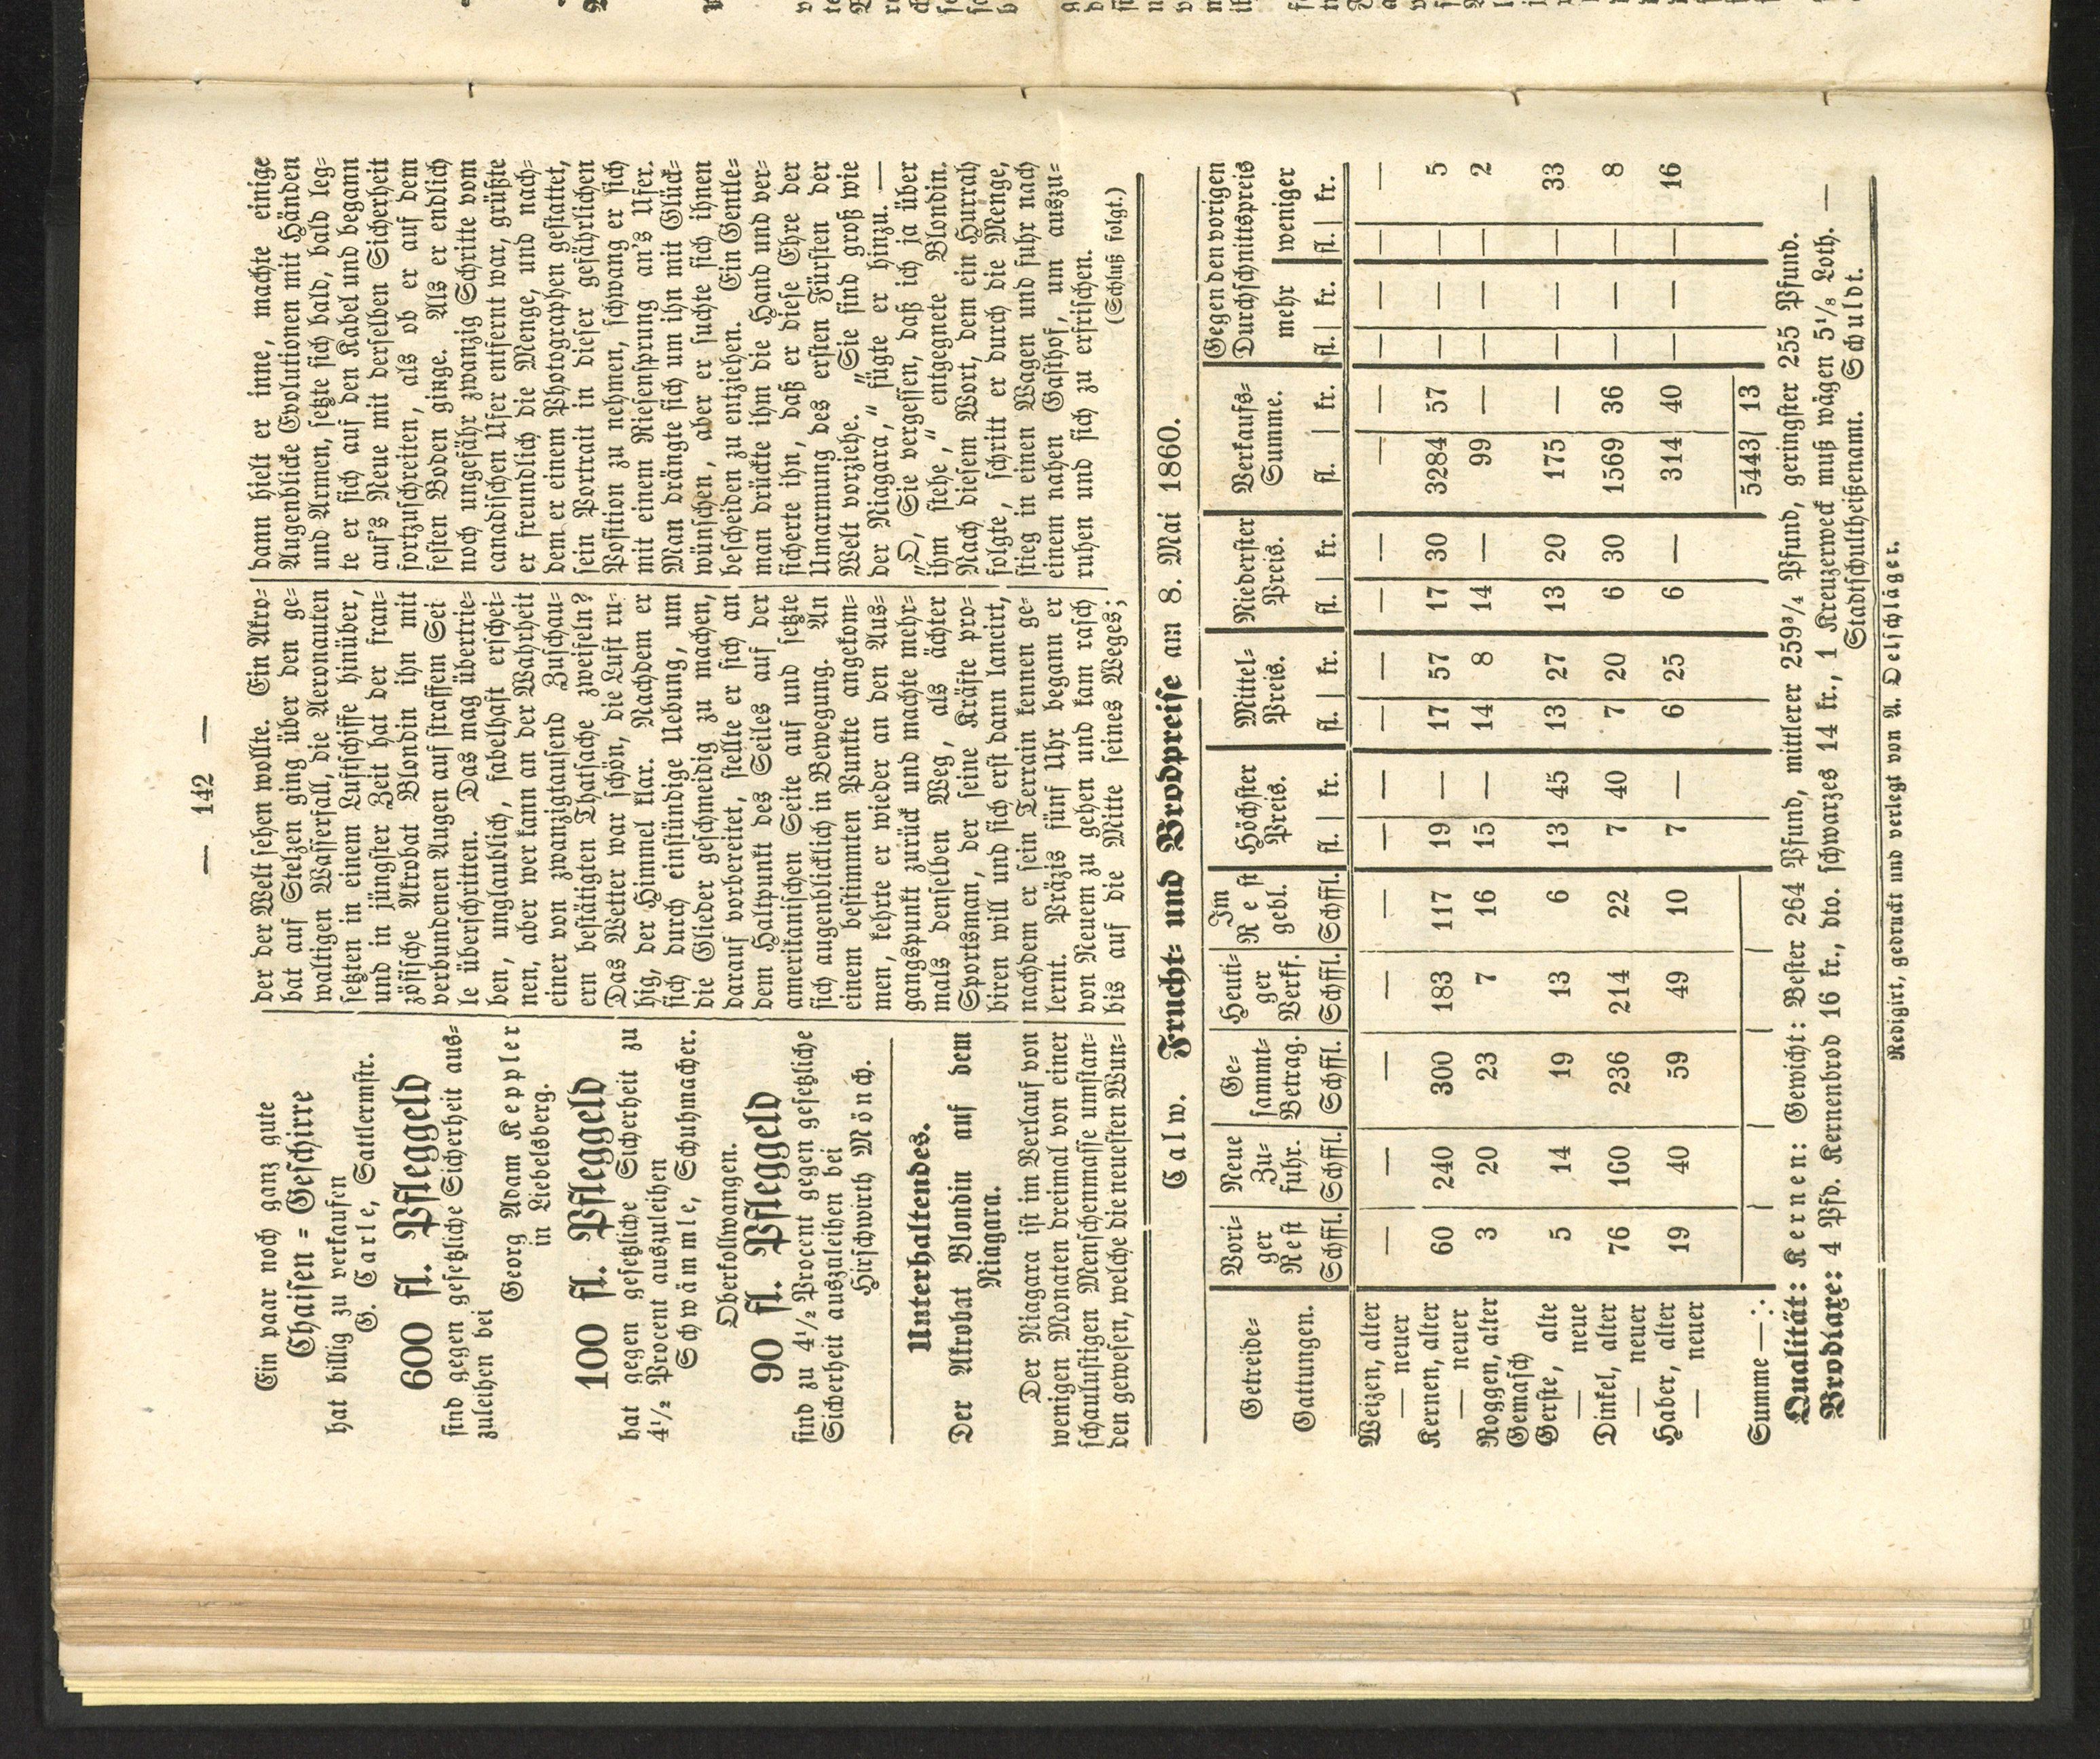 — 142 —
Ein paar noch ganz gute
Chaisen = Geschirre
hat billig zu verkaufen
G. Carle, Sattlermstr.
600 fl. Pfleggeld
sind gegen gesetzliche Sicherheit aus-
zuleihen bei
Georg Adam Keppler
in Liebelsberg.
100 fl. Pfleggeld
hat gegen gesetzliche Sicherheit zu
4½ Procent auszuleihen
Schwämmle, Schuhmacher.
Oberkollwangen.
90 fl. Pfleggeld
sind zu 4½ Procent gegen gesetzliche
Sicherheit auszuleihen bei
Hirschwirth Mönch.
Unterhaltendes.
Der Akrobat Blondin auf dem
Niagara.
Der Niagara ist im Verlauf von
wenigen Monaten dreimal von einer
schaulustigen Menschenmasse umstan-
den gewesen, welche die neuesten Wun-
der der Welt sehen wollte. Ein Akro-
bat auf Stelzen ging über den ge-
waltigen Wasserfall, die Aeronauten
setzten in einem Luftschiffe hinüber,
und in jüngster Zeit hat der fran-
zösische Akrobat Blondin ihn mit
verbundenen Augen auf straffem Sei-
le überschritten. Das mag übertrie-
ben, unglaublich, fabelhaft erschei-
nen, aber wer kann an der Wahrheit
einer von zwanzigtausend Zuschau-
ern bestätigten Thatsache zweifeln?
Das Wetter war schön, die Luft ru-
hig, der Himmel klar. Nachdem er
sich durch einstündige Uebung, um
die Glieder geschmeidig zu machen,
darauf vorbereitet, stellte er sich an
dem Haltpunkt des Seiles auf der
amerikanischen Seite auf und setzte
sich augenblicklich in Bewegung. An
einem bestimmten Punkte angekom-
men, kehrte er wieder an den Aus-
gangspunkt zurück und machte mehr-
mals denselben Weg, als ächter
Sportsman, der seine Kräfte pro-
biren will und sich erst dann lancirt,
nachdem er sein Terrain kennen ge-
lernt. Präzis fünf Uhr begann er
von Neuem zu gehen und kam rasch
bis auf die Mitte seines Weges;
dann hielt er inne, machte einige
Augenblicke Evolutionen mit Händen
und Armen, setzte sich bald, bald leg-
te er sich auf den Kabel und begann
auf's Neue mit derselben Sicherheit
fortzuschreiten, als ob er auf dem
festen Boden ginge. Als er endlich
noch ungefähr zwanzig Schritte vom
canadischen Ufer entfernt war, grüßte
er freundlich die Menge, und nach-
dem er einem Photographen gestattet,
sein Portrait in dieser gefährlichen
Position zu nehmen, schwang er sich
mit einem Riesensprung an's Ufer.
Man drängte sich um ihn mit Glück-
wünschen, aber er suchte sich ihnen
bescheiden zu entziehen. Ein Gentle-
man drückte ihm die Hand und ver-
sicherte ihn, daß er diese Ehre der
Umarmung des ersten Fürsten der
Welt vorziehe. „Sie sind groß wie
der Niagara," fügte er hinzu. —
„O, Sie vergessen, daß ich ja über
ihm stehe," entgegnete Blondin.
Nach diesem Wort, dem ein Hurrah
folgte, schritt er durch die Menge,
stieg in einen Wagen und fuhr nach
einem nahen Gasthof, um auszu-
ruhen und sich zu erfrischen.
(Schluß folgt.)
Calw. Frucht- und Brodpreise am 8. Mai 1860.
Getreide- Gattungen. | Voriger Rest Schffl. | Neue Zufuhr. Schffl. | Gesammt-Betrag. Schffl. | Heutiger Verkf. Schffl. | Im Rest gebl. Schffl. | Höchster Preis. fl. kr. | Mittel-Preis. fl. kr. | Niederster Preis. fl. kr. | Verkaufs-Summe. fl. kr. | Gegen den vorigen Durchschnittspreis mehr fl. kr. weniger fl. kr.
Weizen, alter — — — — — — — — — — — — — — — — —
— neuer
Kernen, alter 60 240 300 183 117 19 — 17 57 17 30 3284 57 — — — 5
— neuer
Roggen, alter 3 20 23 7 16 15 — 14 8 14 — 99 — — — — 2
Gemasch
Gerste, alte 5 14 19 13 6 13 45 13 27 13 20 175 — — — — 33
— neue
Dinkel, alter 76 160 236 214 22 7 40 7 20 6 30 1569 36 — — — 8
— neuer
Haber, alter 19 40 59 49 10 7 — 6 25 6 — 314 40 — — — 16
— neuer
Summe —∴ 5443 13
Qualität: Kernen: Gewicht: Bester 264 Pfund, mittlerer 259¾ Pfund, geringster 255 Pfund.
Brodtaxe: 4 Pfd. Kernenbrod 16 kr., dto. schwarzes 14 kr., 1 Kreuzerweck muß wägen 5⅛ Loth. —
Stadtschultheißenamt. Schuldt.
Redigirt, gedruckt und verlegt von A. Oelschläger.